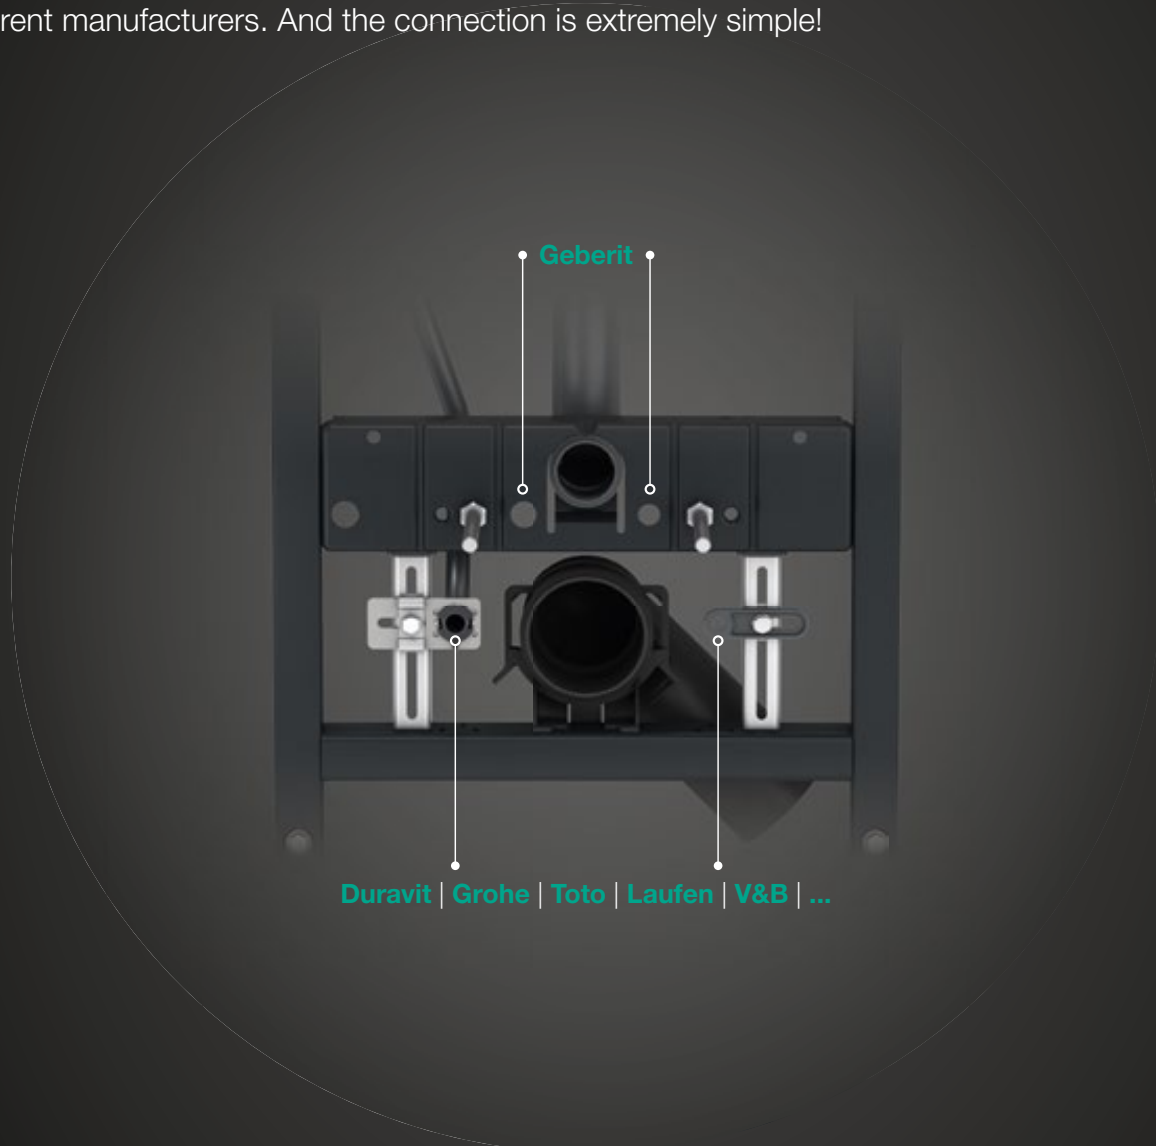 rent manufacturers. And the connection is extremely simple!
Geberit
Duravit | Grohe | Toto | Laufen | V&B | ...